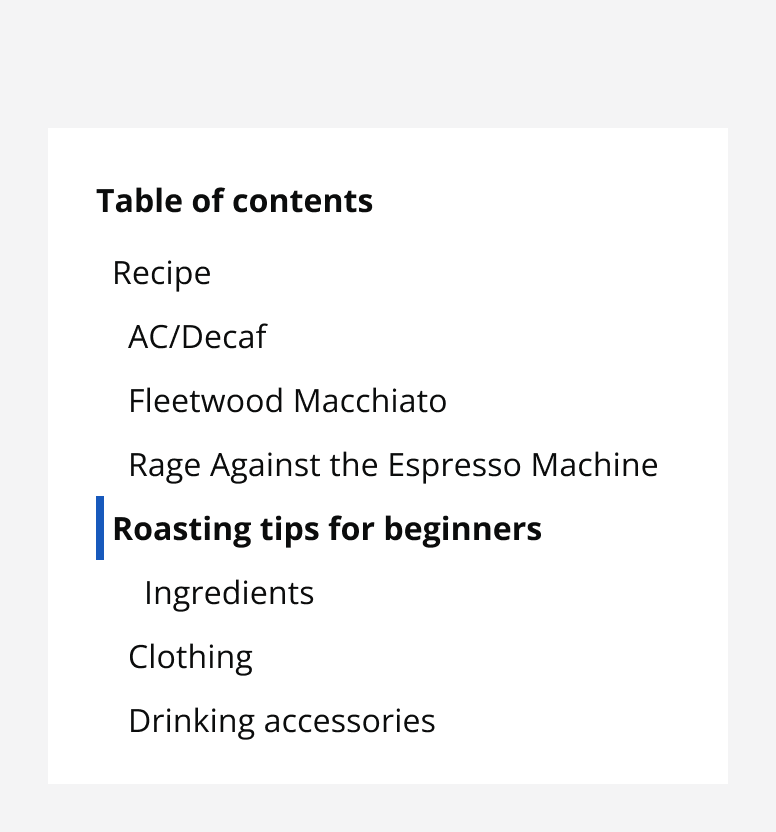 Table of contents
Recipe
AC/Decaf
Fleetwood Macchiato
Rage Against the Espresso Machine
Roasting tips for beginners
Ingredients
Clothing
Drinking accessories